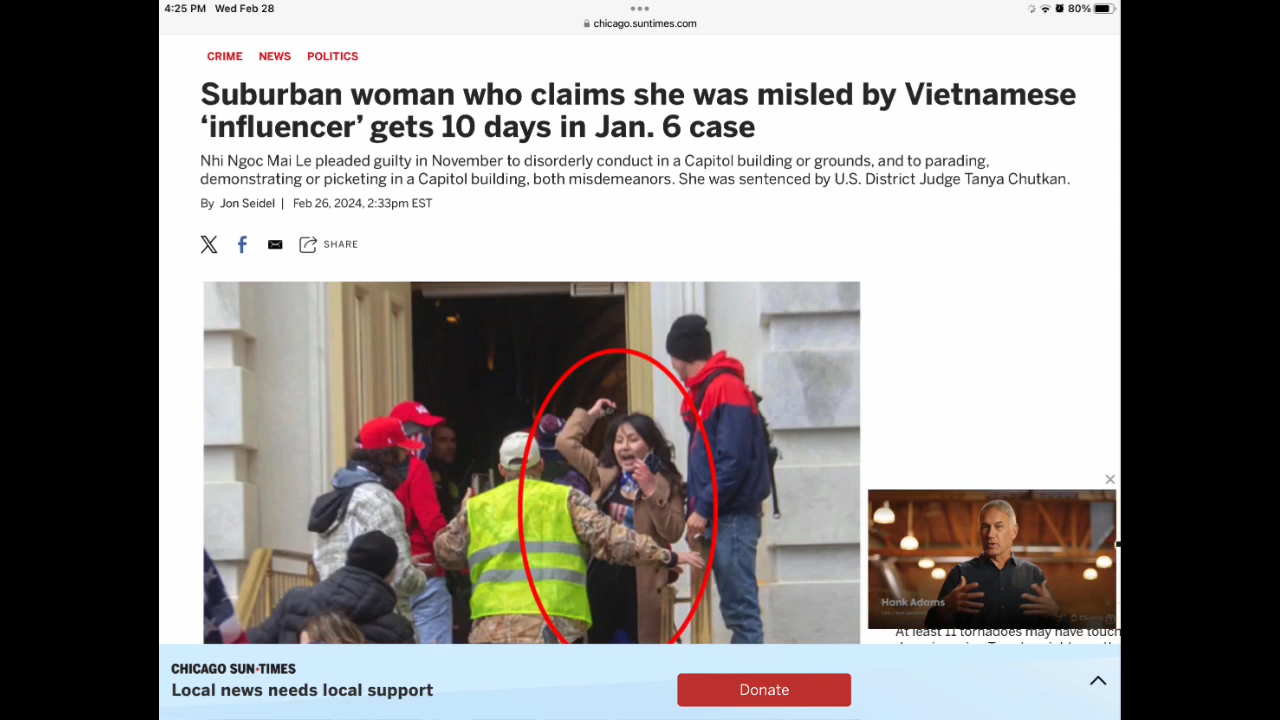 4:25 PM Wed Feb 28
chicago.suntimes.com
80%
CRIME NEWS POLITICS
Suburban woman who claims she was misled by Vietnamese
‘influencer’ gets 10 days in Jan. 6 case
Nhi Ngoc Mai Le pleaded guilty in November to disorderly conduct in a Capitol building or grounds, and to parading,
demonstrating or picketing in a Capitol building, both misdemeanors. She was sentenced by U.S. District Judge Tanya Chutkan.
By Jon Seidel | Feb 26, 2024, 2:33pm EST
SHARE
Hank Adams
At least 11 tornadoes may have touch
CHICAGO SUN•TIMES
Local news needs local support
Donate